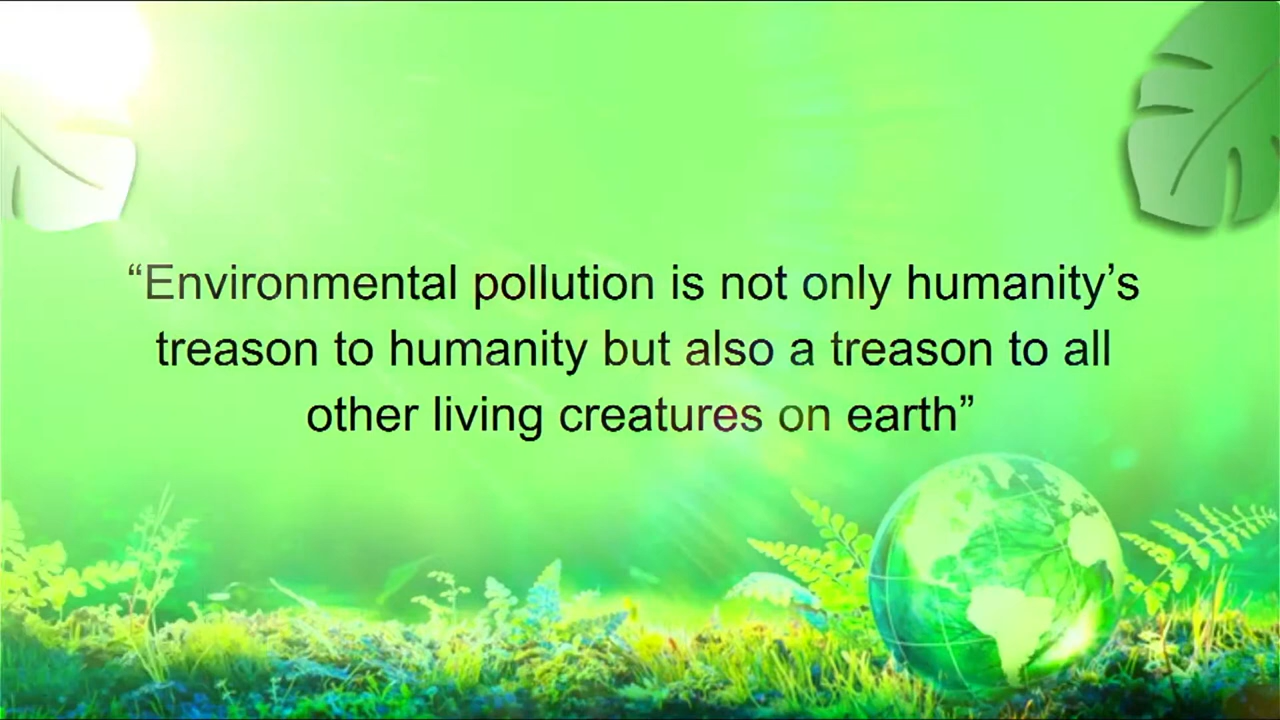 “Environmental pollution is not only humanity’s
treason to humanity but also a treason to all
other living creatures on earth”